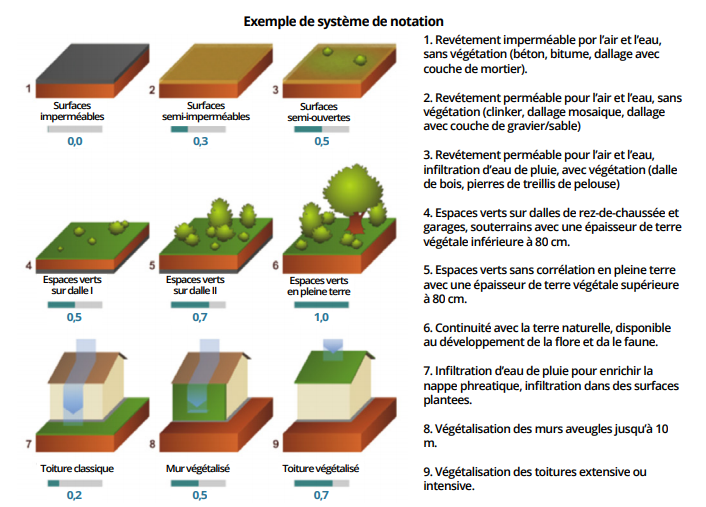 Exemple de système de notation
1
Surfaces
imperméables
0,0
2
Surfaces
semi-imperméables
0,3
3
Surfaces
semi-ouvertes
0,5
4
Espaces verts
sur dalle I
0,5
5
Espaces verts
sur dalle II
0,7
6
Espaces verts
en pleine terre
1,0
7
Toiture classique
0,2
8
Mur végétalisé
0,5
9
Toiture végétalisé
0,7
1. Revétement imperméable por l'air et l'eau,
sans végétation (béton, bitume, dallage avec
couche de mortier).
2. Revétement perméable pour l'air et l'eau, sans
végétation (clinker, dallage mosaique, dallage
avec couche de gravier/sable)
3. Revétement perméable pour l'air et l'eau,
infiltration d'eau de pluie, avec végétation (dalle
de bois, pierres de treillis de pelouse)
4. Espaces verts sur dalles de rez-de-chaussée et
garages, souterrains avec une épaisseur de terre
végétale inférieure à 80 cm.
5. Espaces verts sans corrélation en pleine terre
avec une épaisseur de terre végétale supérieure
à 80 cm.
6. Continuité avec la terre naturelle, disponible
au développement de la flore et da le faune.
7. Infiltration d'eau de pluie pour enrichir la
nappe phreatique, infiltration dans des surfaces
plantees.
8. Végétalisation des murs aveugles jusqu'à 10
m.
9. Végétalisation des toitures extensive ou
intensive.